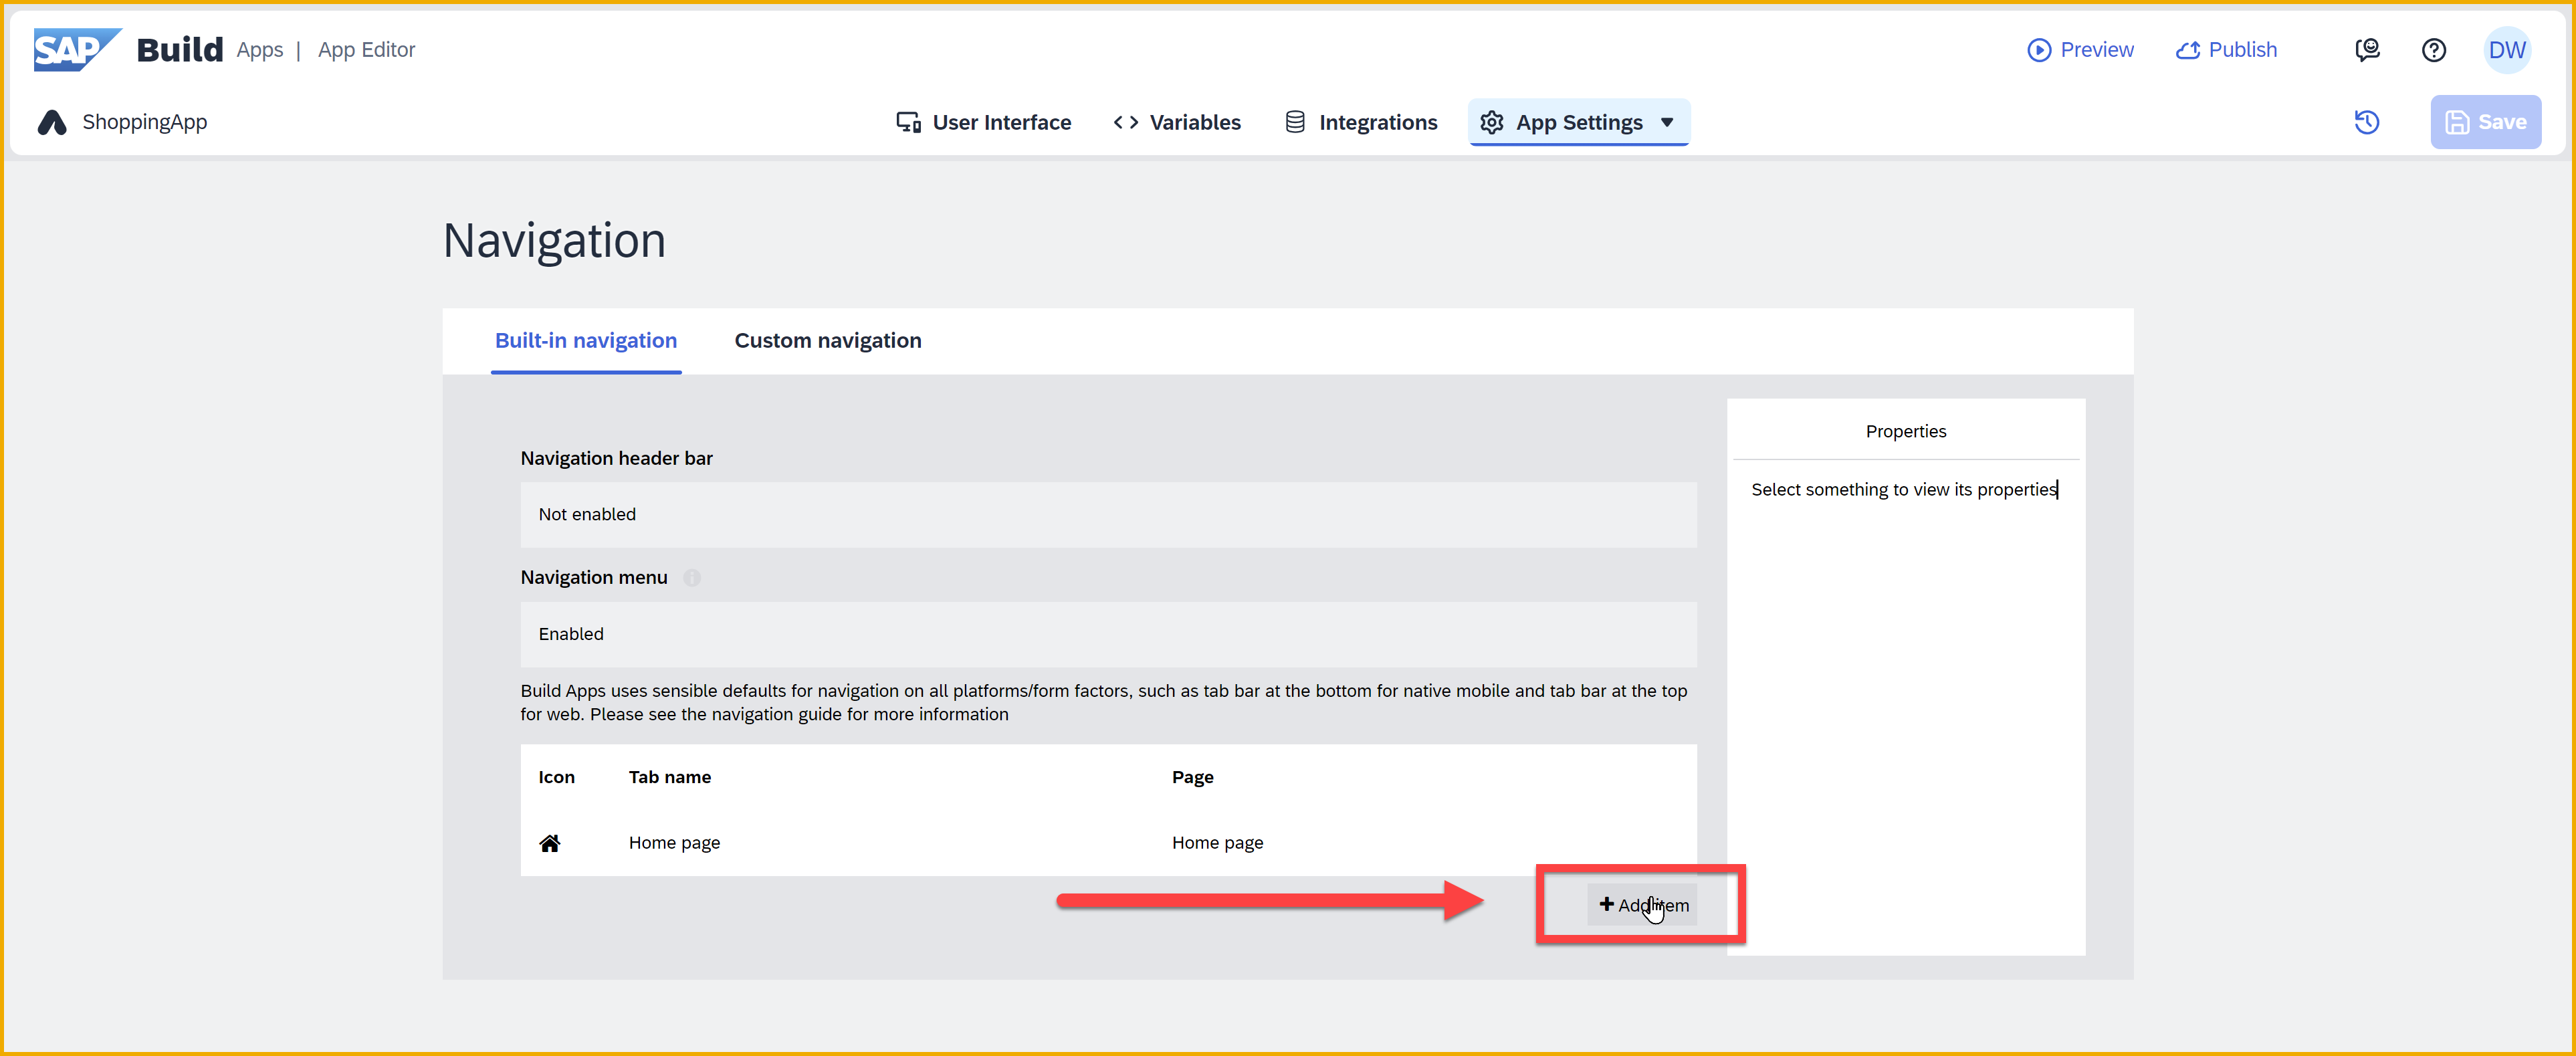 SAP Build Apps | App Editor
Preview
Publish
DW
ShoppingApp
User Interface
Variables
Integrations
App Settings
Save
Navigation
Built-in navigation
Custom navigation
Navigation header bar
Not enabled
Navigation menu
Enabled
Build Apps uses sensible defaults for navigation on all platforms/form factors, such as tab bar at the bottom for native mobile and tab bar at the top
for web. Please see the navigation guide for more information
Icon Tab name Page
Home page Home page
Add item
Properties
Select something to view its properties